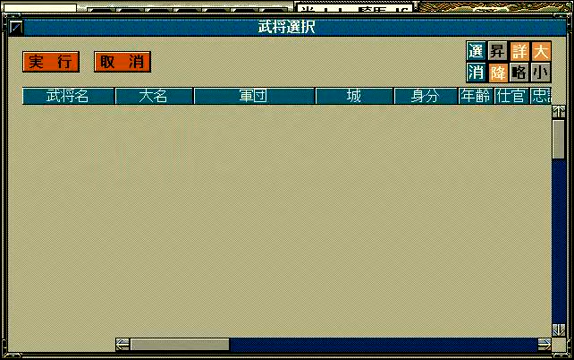 武将選択
実行 取消
選 昇 詳 大
消 降 略 小
武将名 大名 軍団 城 身分 年齢 仕官 忠